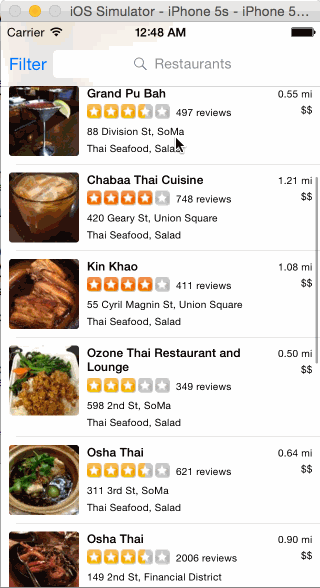 iOS Simulator - iPhone 5s - iPhone 5...
Carrier 12:48 AM
Filter Restaurants
Grand Pu Bah 0.55 mi
497 reviews $$
88 Division St, SoMa
Thai Seafood, Salad
Chabaa Thai Cuisine 1.21 mi
748 reviews $$
420 Geary St, Union Square
Thai Seafood, Salad
Kin Khao 1.08 mi
411 reviews $$
55 Cyril Magnin St, Union Square
Thai Seafood, Salad
Ozone Thai Restaurant and 0.50 mi
Lounge $$
349 reviews
598 2nd St, SoMa
Thai Seafood, Salad
Osha Thai 0.64 mi
621 reviews $$
311 3rd St, SoMa
Thai Seafood, Salad
Osha Thai 0.90 mi
2006 reviews $$
149 2nd St, Financial District